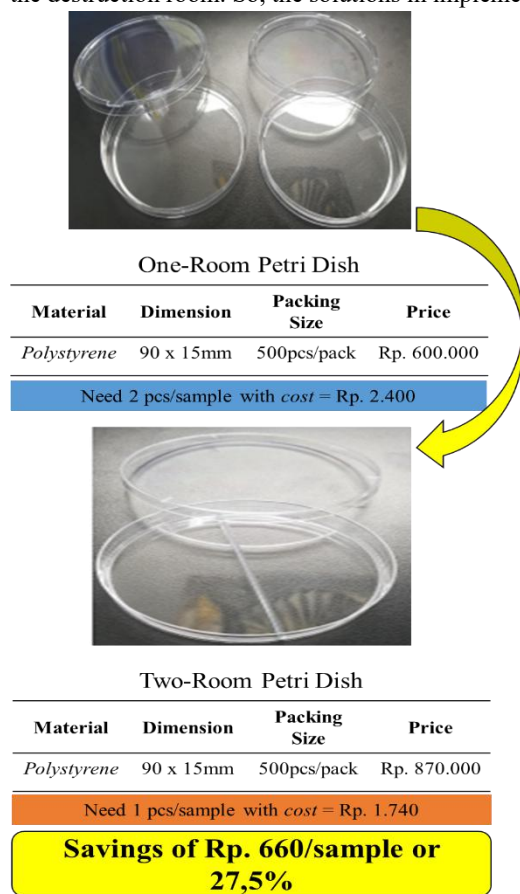 the destruction room. So, the solutions in impleme
One-Room Petri Dish
Material Dimension Packing Size Price
Polystyrene 90 x 15mm 500pcs/pack Rp. 600.000
Need 2 pcs/sample with cost = Rp. 2.400
Two-Room Petri Dish
Material Dimension Packing Size Price
Polystyrene 90 x 15mm 500pcs/pack Rp. 870.000
Need 1 pcs/sample with cost = Rp. 1.740
Savings of Rp. 660/sample or
27,5%